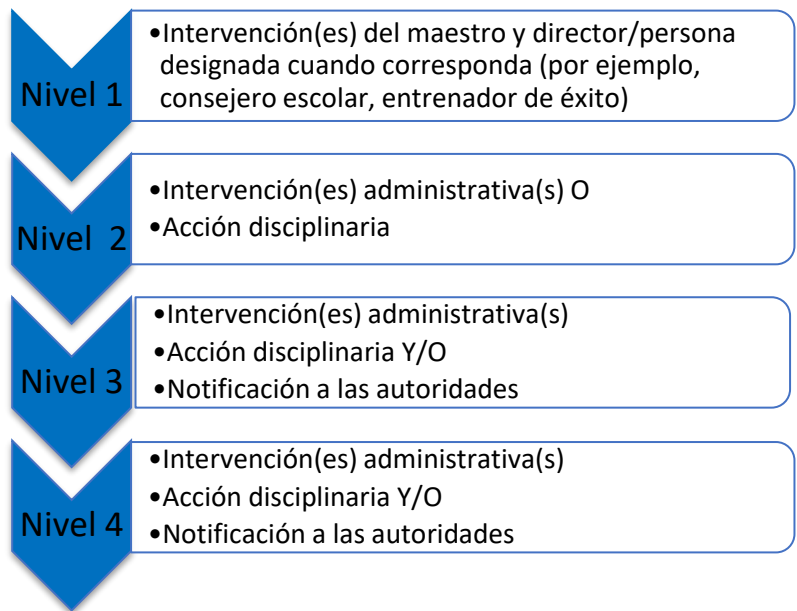 Nivel 1
•Intervención(es) del maestro y director/persona
designada cuando corresponda (por ejemplo,
consejero escolar, entrenador de éxito)
Nivel 2
•Intervención(es) administrativa(s) O
•Acción disciplinaria
Nivel 3
•Intervención(es) administrativa(s)
•Acción disciplinaria Y/O
•Notificación a las autoridades
Nivel 4
•Intervención(es) administrativa(s)
•Acción disciplinaria Y/O
•Notificación a las autoridades